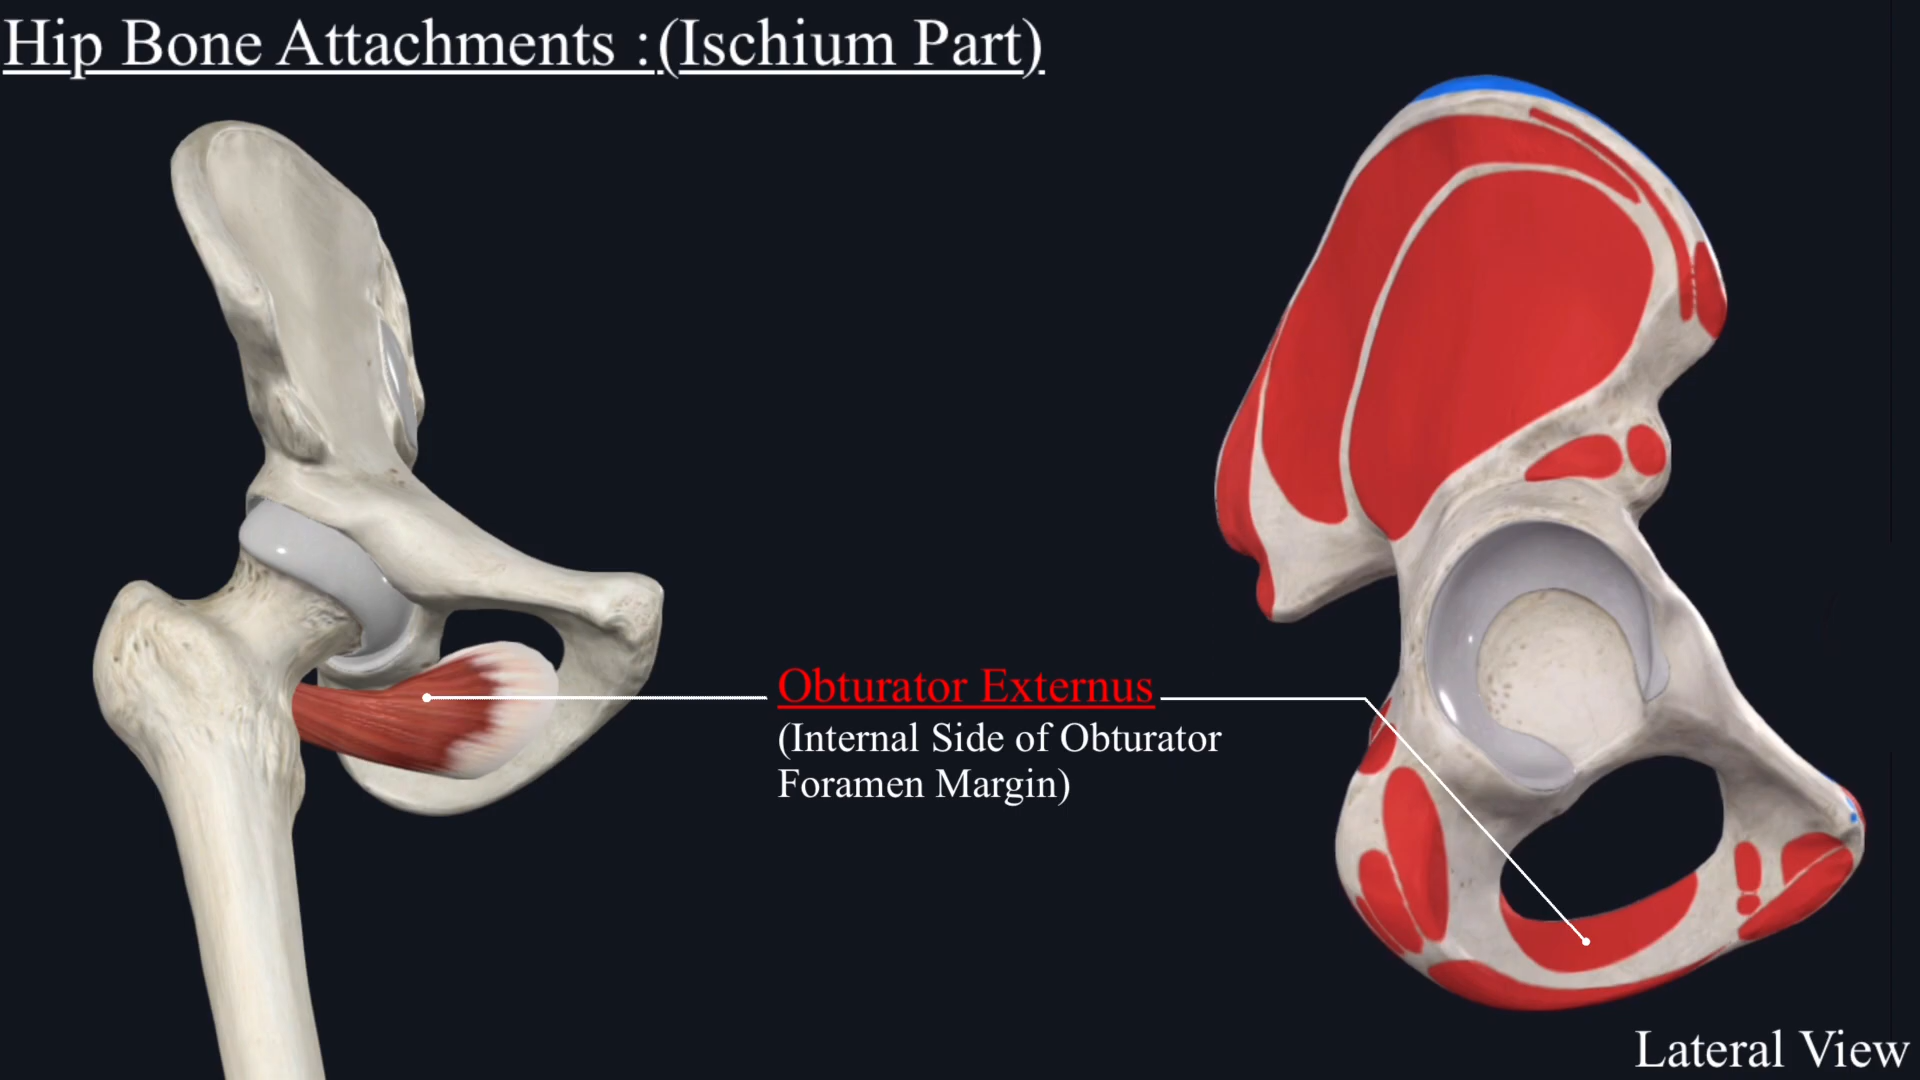 Hip Bone Attachments :(Ischium Part)
Obturator Externus
(Internal Side of Obturator
Foramen Margin)
Lateral View